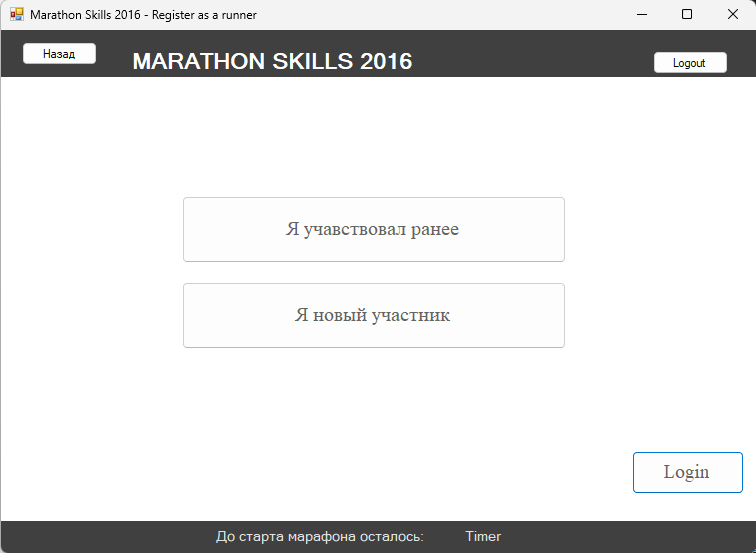 Marathon Skills 2016 - Register as a runner
Назад
MARATHON SKILLS 2016
Logout
Я учавствовал ранее
Я новый участник
Login
До старта марафона осталось: Timer